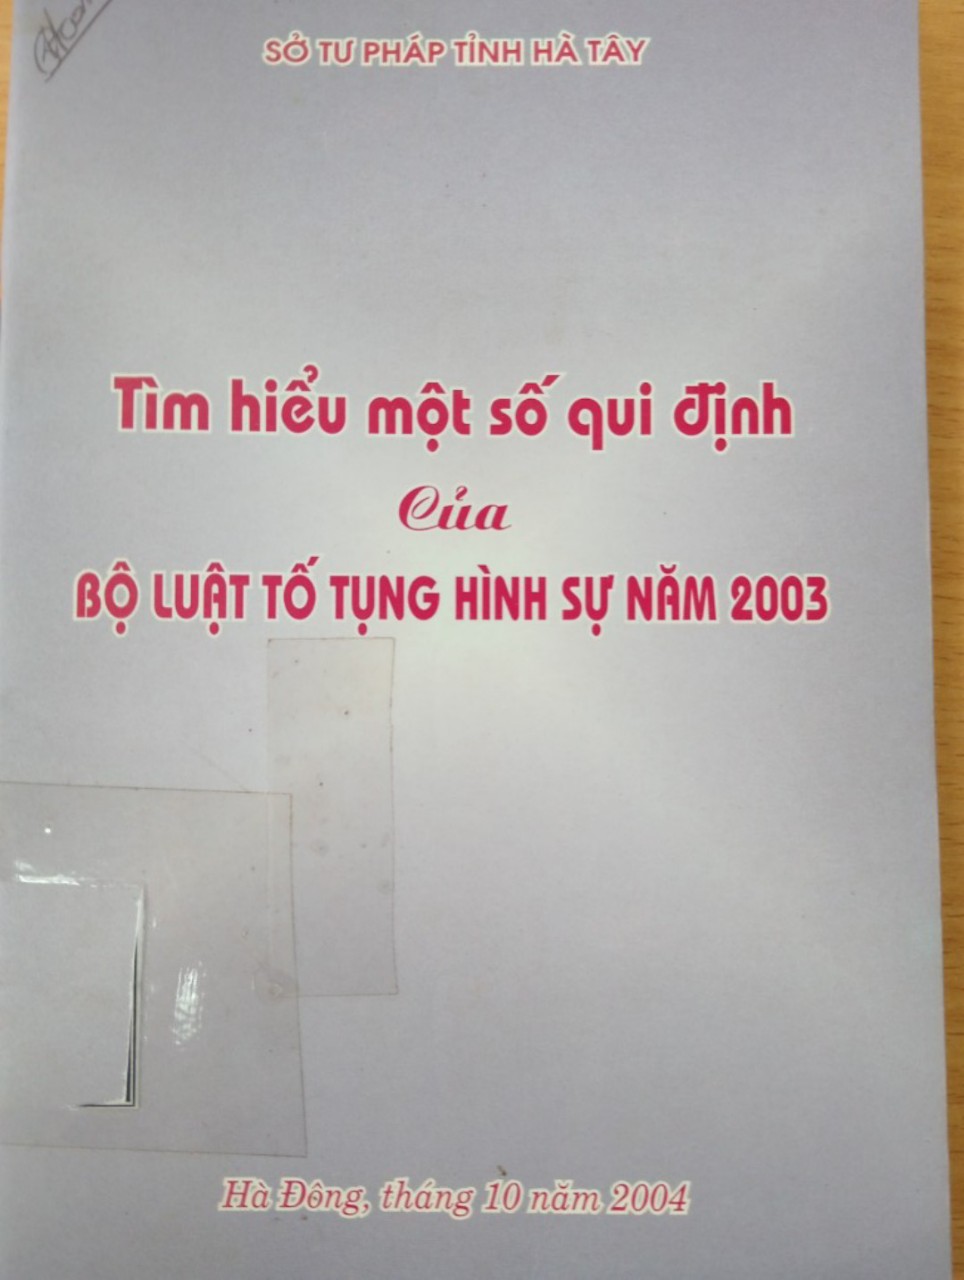 SỞ TƯ PHÁP TỈNH HÀ TÂY
Tìm hiểu một số qui định
Của
BỘ LUẬT TỐ TỤNG HÌNH SỰ NĂM 2003
Hà Đông, tháng 10 năm 2004